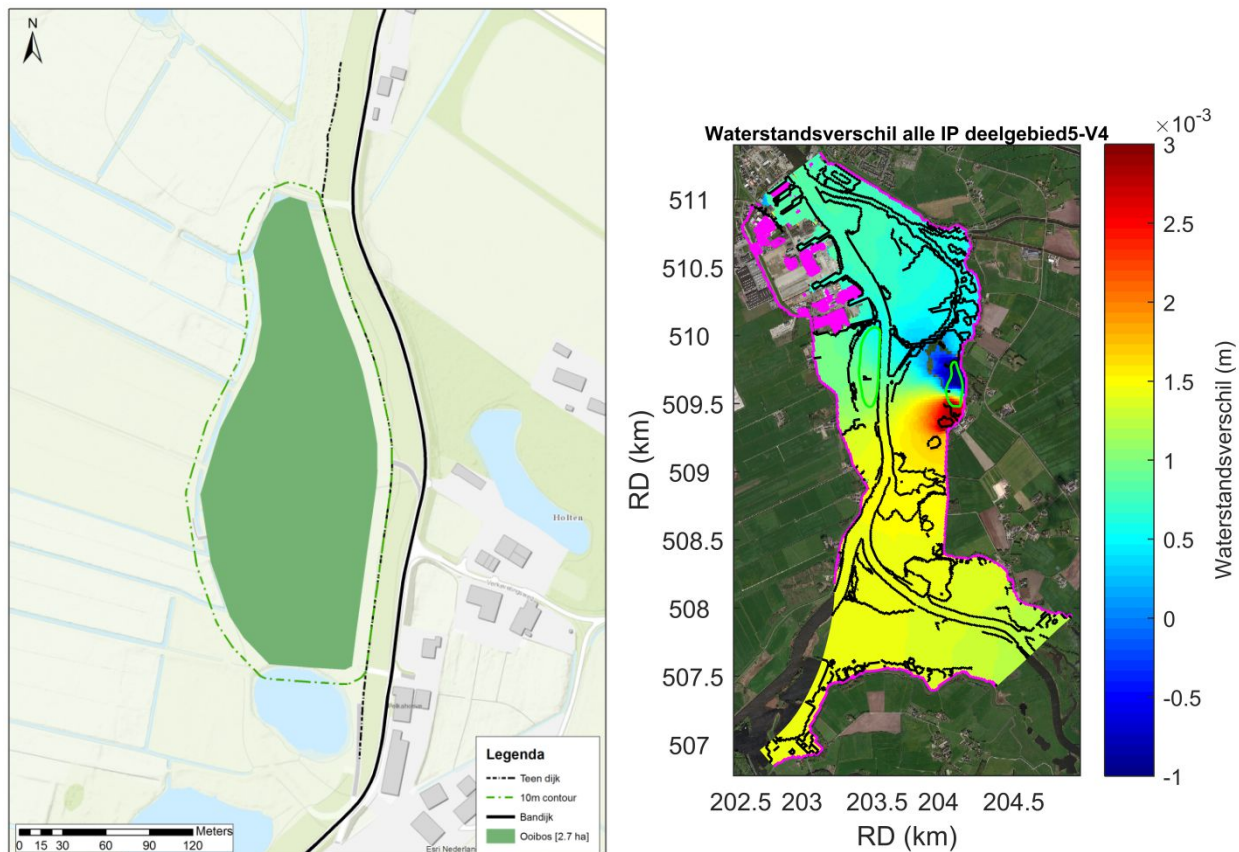 N
Holten
Legenda
Teen dijk
10m contour
Bandijk
Ooibos [2.7 ha]
Meters
0 15 30 60 90 120
Esri Nederland
Waterstandsverschil alle IP deelgebied5-V4
×10⁻³
3
2.5
2
1.5
1
0.5
0
-0.5
-1
Waterstandsverschil (m)
511
510.5
510
509.5
509
508.5
508
507.5
507
RD (km)
202.5 203 203.5 204 204.5
RD (km)